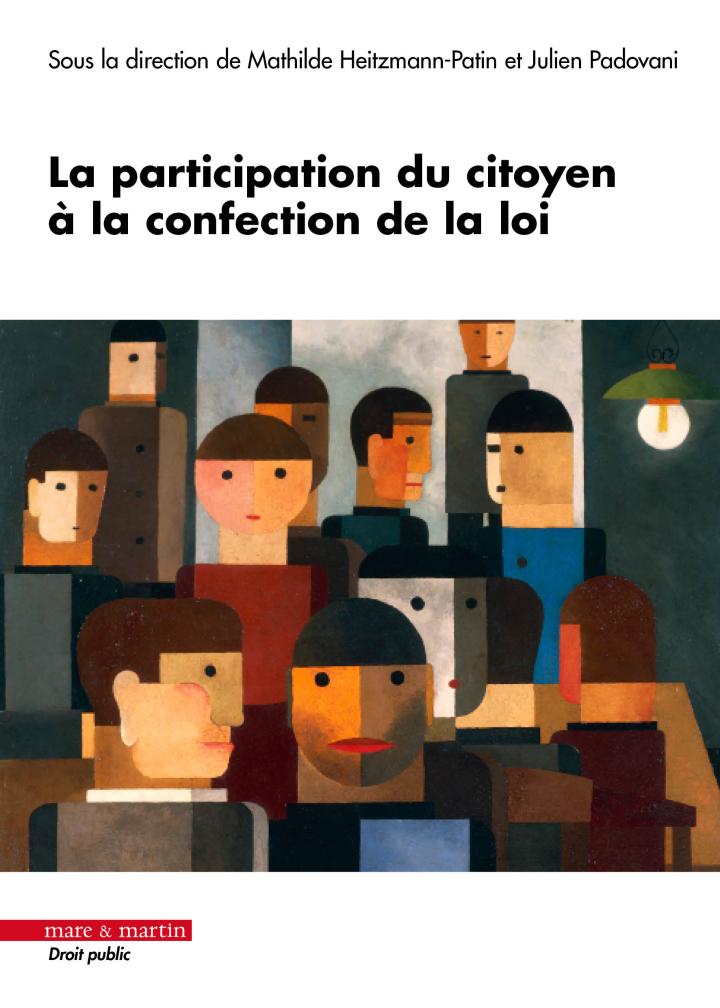 Sous la direction de Mathilde Heitzmann-Patin et Julien Padovani
La participation du citoyen
à la confection de la loi
mare & martin
Droit public